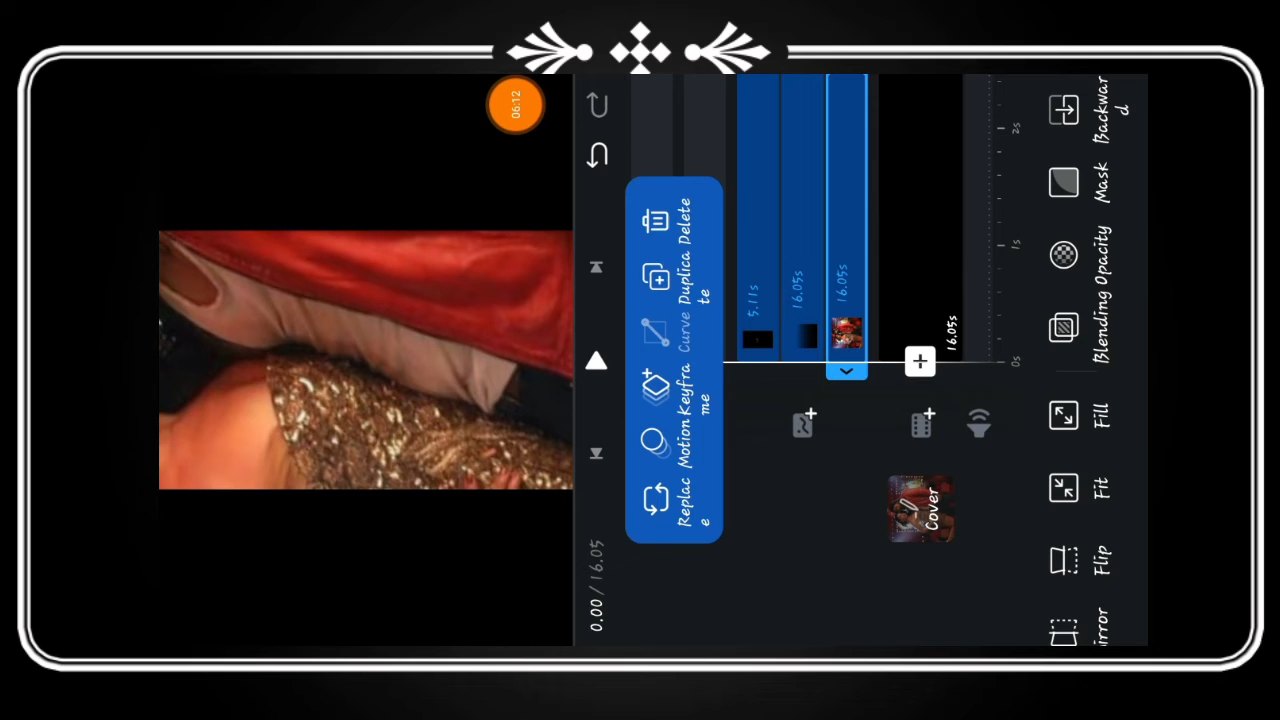 06:12
0.00 / 16.05
Replac
e
Motion
Keyfra
me
Curve
Duplica
te
Delete
5.11s
16.05s
16.05s
16.05s
Cover
0s
1s
2s
irror
Flip
Fit
Fill
Blending
Opacity
Mask
Backwar
d